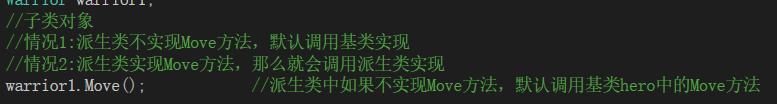 warrior warrior1;
//子类对象
//情况1:派生类不实现Move方法，默认调用基类实现
//情况2:派生类实现Move方法，那么就会调用派生类实现
warrior1.Move(); //派生类中如果不实现Move方法，默认调用基类hero中的Move方法